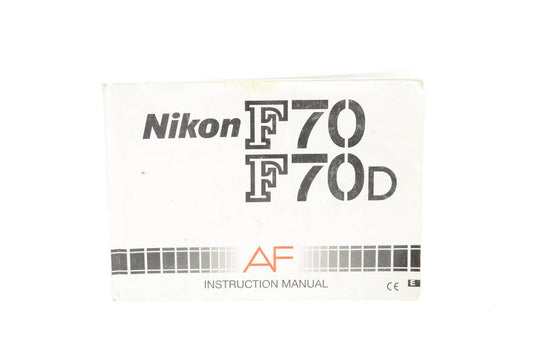 Nikon F70
F70D
AF
INSTRUCTION MANUAL
CE E